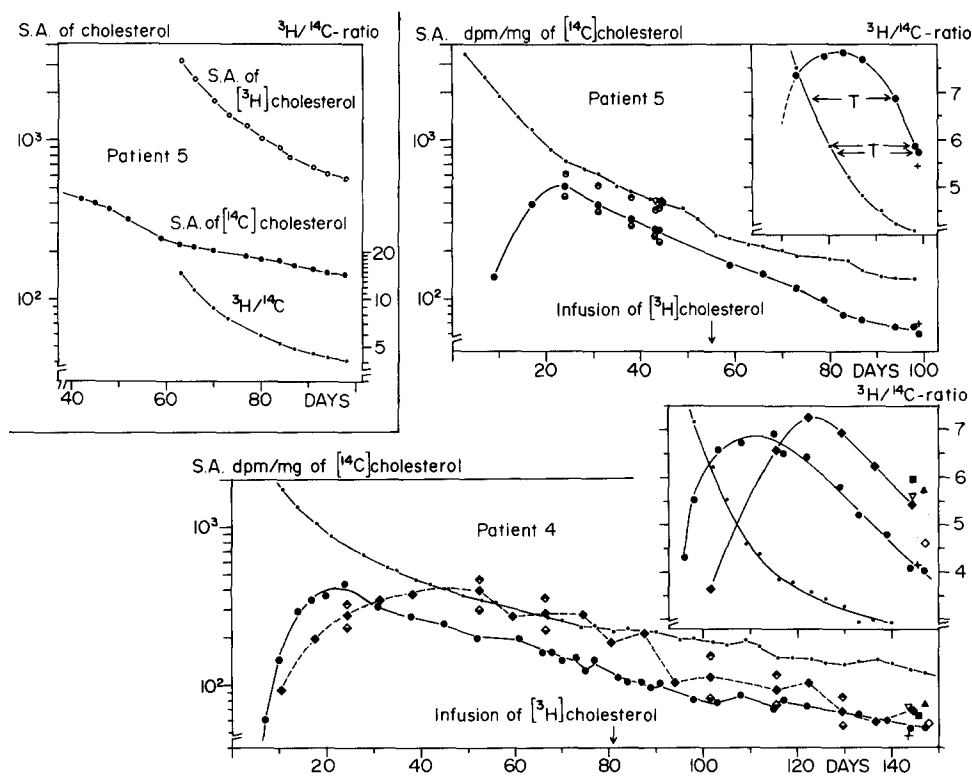 S.A. of cholesterol ³H/¹⁴C-ratio
S.A. of
[³H]cholesterol
10³
Patient 5
S.A. of [¹⁴C] cholesterol
20
10²
10
³H/¹⁴C
5
40 60 80 DAYS
S.A. dpm/mg of [¹⁴C]cholesterol ³H/¹⁴C-ratio
Patient 5
7
T
10³
6
T
5
10²
Infusion of [³H]cholesterol
20 40 60 80 DAYS 100
³H/¹⁴C-ratio
S.A. dpm/mg of [¹⁴C]cholesterol
7
10³
Patient 4
6
5
4
10²
Infusion of [³H]cholesterol
20 40 60 80 100 120 DAYS 140